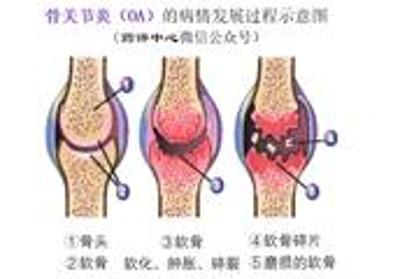 骨关节炎（OA）的病情发展过程示意图
（药评中心微信公众号）
①骨头 ③软骨 ④软骨碎片
②软骨 软化、肿胀、碎裂 ⑤磨损的软骨